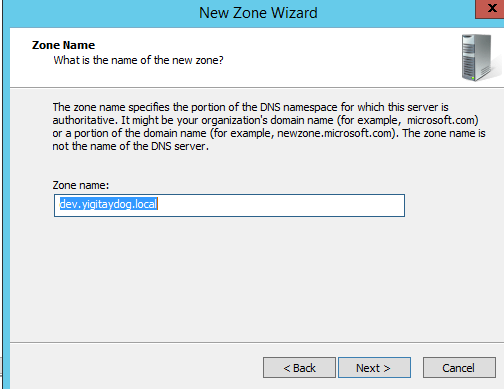 New Zone Wizard
x
Zone Name
What is the name of the new zone?
The zone name specifies the portion of the DNS namespace for which this server is
authoritative. It might be your organization's domain name (for example, microsoft.com)
or a portion of the domain name (for example, newzone.microsoft.com). The zone name is
not the name of the DNS server.
Zone name:
dev.yigitaydog.local
< Back Next > Cancel